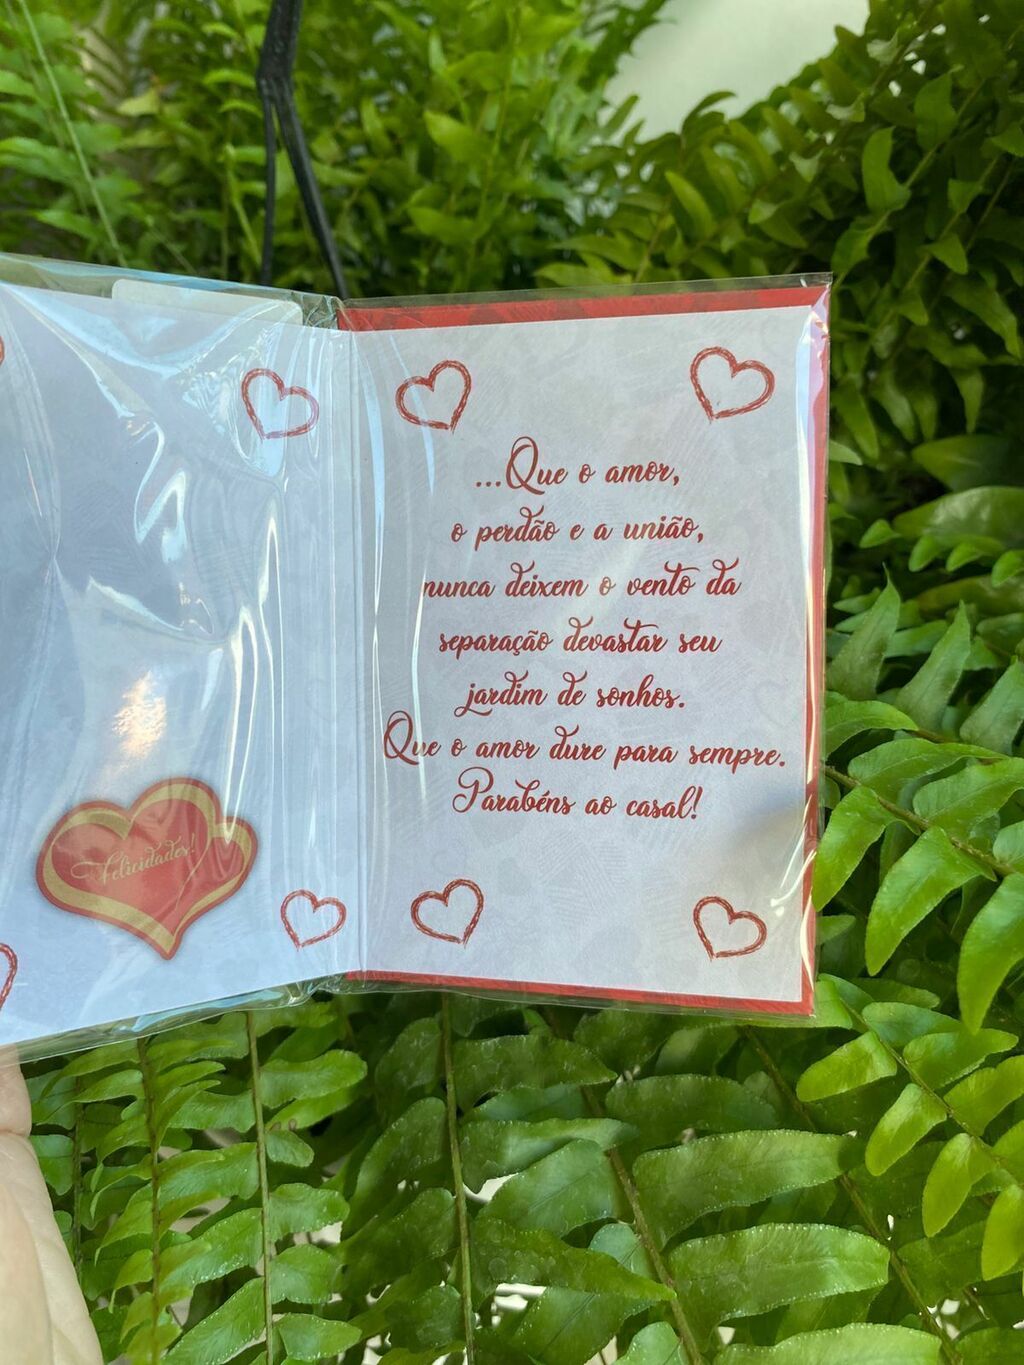 Felicidades!
...Que o amor,
o perdão e a união,
nunca deixem o vento da
separação devastar seu
jardim de sonhos.
Que o amor dure para sempre.
Parabéns ao casal!